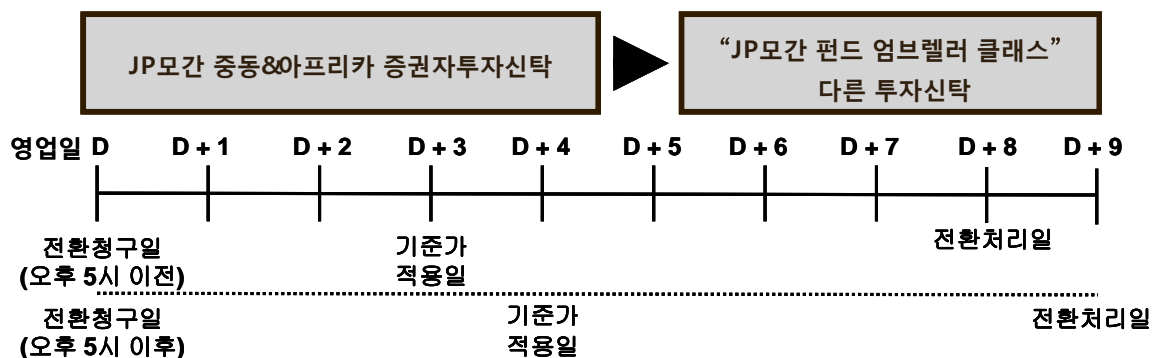 JP모간 중동&아프리카 증권자투자신탁
“JP모간 펀드 엄브렐러 클래스”
다른 투자신탁
영업일 D D + 1 D + 2 D + 3 D + 4 D + 5 D + 6 D + 7 D + 8 D + 9
전환청구일
(오후 5시 이전)
기준가
적용일
전환처리일
전환청구일
(오후 5시 이후)
기준가
적용일
전환처리일